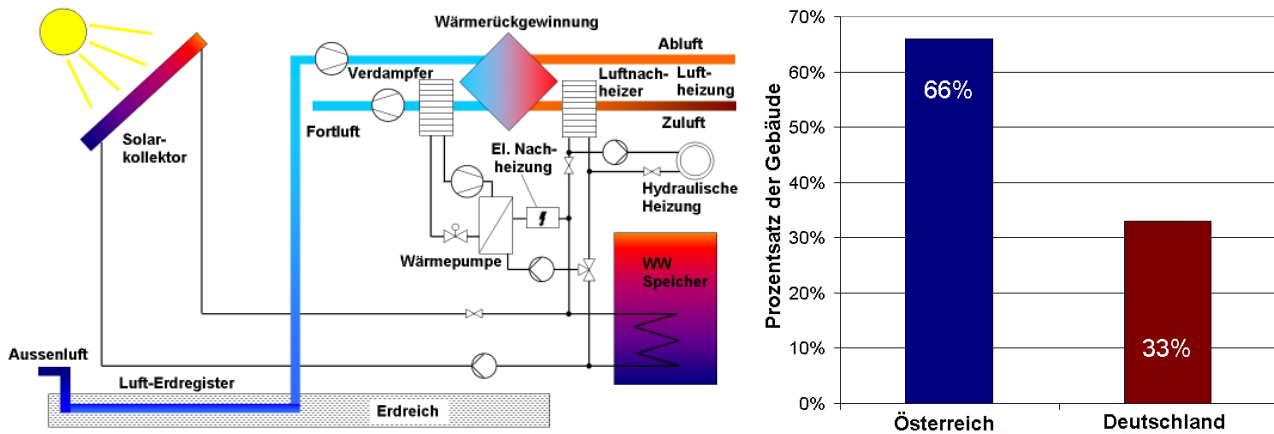 Wärmerückgewinnung
Abluft
Verdampfer
Luftnach-
heizer
Luft-
heizung
Fortluft
Zuluft
Solar-
kollektor
El. Nach-
heizung
Hydraulische
Heizung
Wärmepumpe
WW
Speicher
Aussenluft
Luft-Erdregister
Erdreich
Prozentsatz der Gebäude
70%
60%
50%
40%
30%
20%
10%
0%
66%
33%
Österreich
Deutschland